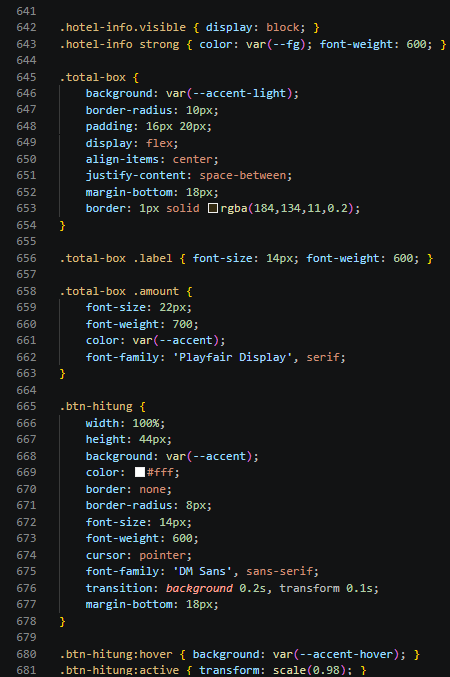 641
642 .hotel-info.visible { display: block; }
643 .hotel-info strong { color: var(--fg); font-weight: 600; }
644
645 .total-box {
646     background: var(--accent-light);
647     border-radius: 10px;
648     padding: 16px 20px;
649     display: flex;
650     align-items: center;
651     justify-content: space-between;
652     margin-bottom: 18px;
653     border: 1px solid rgba(184,134,11,0.2);
654 }
655
656 .total-box .label { font-size: 14px; font-weight: 600; }
657
658 .total-box .amount {
659     font-size: 22px;
660     font-weight: 700;
661     color: var(--accent);
662     font-family: 'Playfair Display', serif;
663 }
664
665 .btn-hitung {
666     width: 100%;
667     height: 44px;
668     background: var(--accent);
669     color: #fff;
670     border: none;
671     border-radius: 8px;
672     font-size: 14px;
673     font-weight: 600;
674     cursor: pointer;
675     font-family: 'DM Sans', sans-serif;
676     transition: background 0.2s, transform 0.1s;
677     margin-bottom: 18px;
678 }
679
680 .btn-hitung:hover { background: var(--accent-hover); }
681 .btn-hitung:active { transform: scale(0.98); }